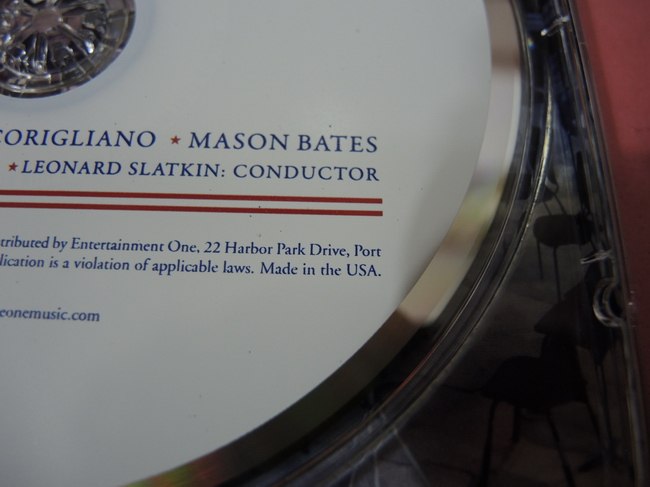 CORIGLIANO ★ MASON BATES
★ LEONARD SLATKIN: CONDUCTOR
tributed by Entertainment One, 22 Harbor Park Drive, Port
lication is a violation of applicable laws. Made in the USA.
eonemusic.com